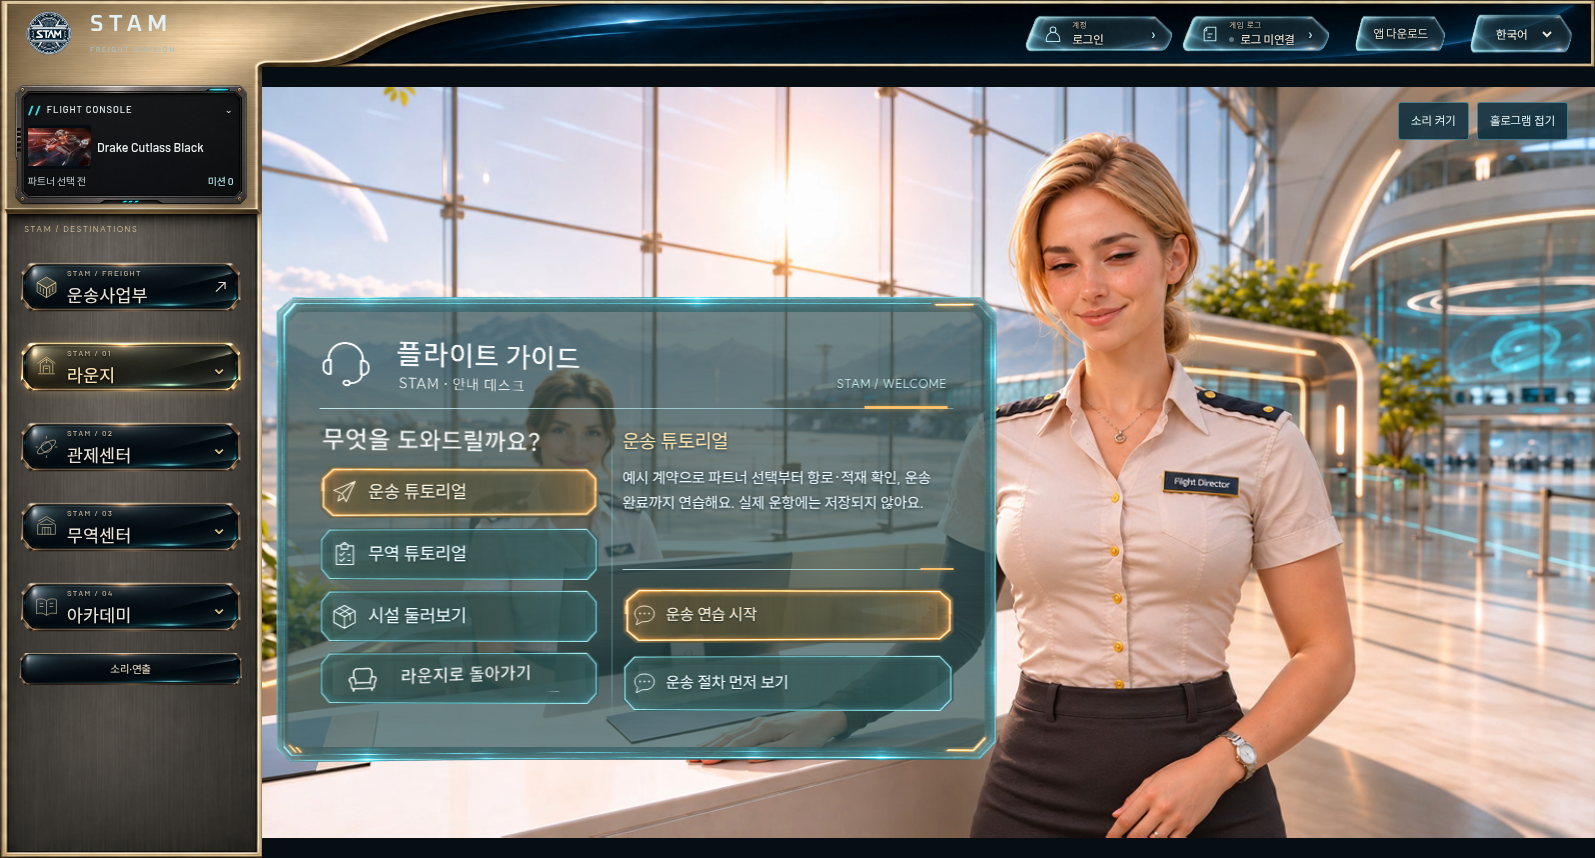 STAM
STAM
FREIGHT
계정
로그인
게임 로그
로그 미연결
앱 다운로드
한국어
// FLIGHT CONSOLE
Drake Cutlass Black
파트너 선택 전
미션 0
소리 켜기
홀로그램 접기
STAM / DESTINATIONS
STAM / FREIGHT
운송사업부
STAM / 01
라운지
STAM / 02
관제센터
STAM / 03
무역센터
STAM / 04
아카데미
소리·연출
플라이트 가이드
STAM · 안내 데스크
STAM / WELCOME
무엇을 도와드릴까요?
운송 튜토리얼
무역 튜토리얼
시설 둘러보기
라운지로 돌아가기
운송 튜토리얼
예시 계약으로 파트너 선택부터 항로·적재 확인, 운송
완료까지 연습해요. 실제 운항에는 저장되지 않아요.
운송 연습 시작
운송 절차 먼저 보기
Flight Director